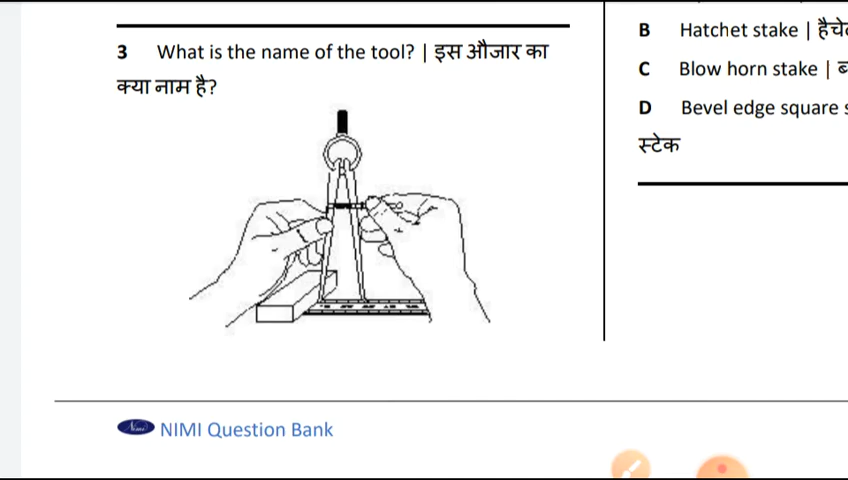 3 What is the name of the tool? | इस औजार का
क्या नाम है?
B Hatchet stake |
C Blow horn stake |
D Bevel edge square
स्टेक
NIMI Question Bank